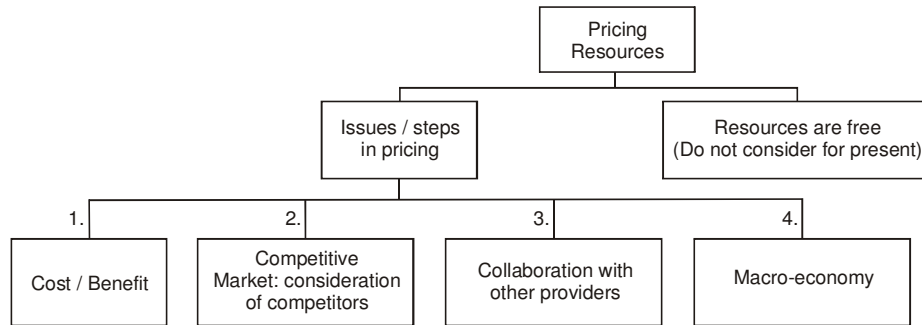 Pricing
Resources
Issues / steps
in pricing
Resources are free
(Do not consider for present)
1.
Cost / Benefit
2.
Competitive
Market: consideration
of competitors
3.
Collaboration with
other providers
4.
Macro-economy